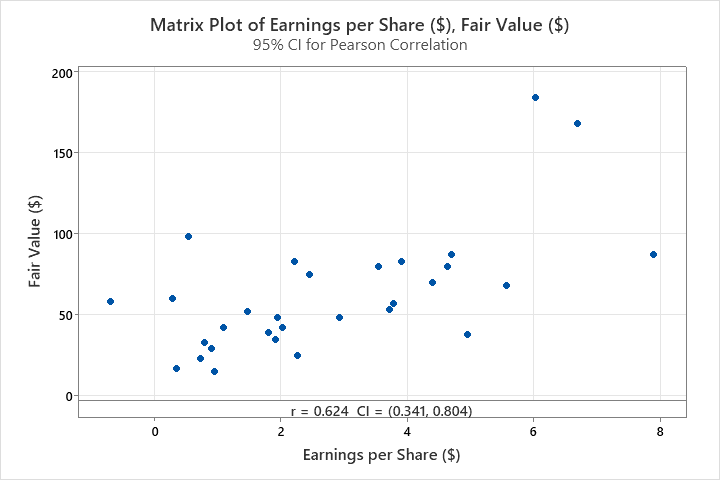 Matrix Plot of Earnings per Share ($), Fair Value ($)
95% CI for Pearson Correlation
Fair Value ($)
200
150
100
50
0
r = 0.624 CI = (0.341, 0.804)
0 2 4 6 8
Earnings per Share ($)